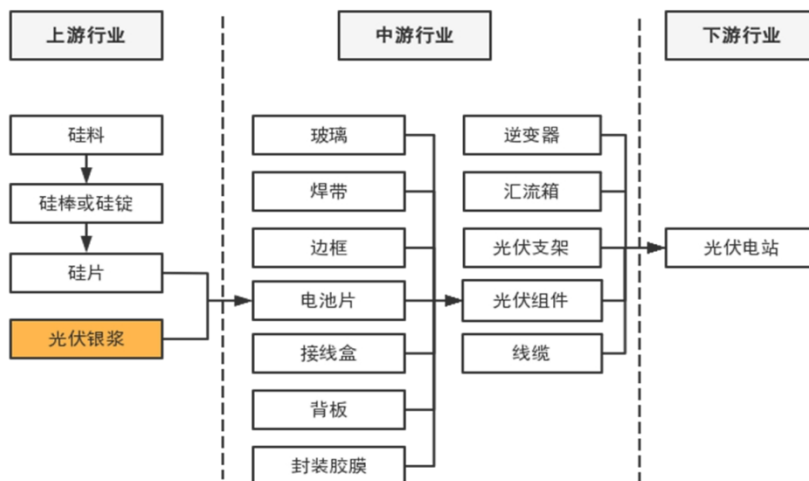 上游行业
中游行业
下游行业
硅料
硅棒或硅锭
硅片
光伏银浆
玻璃
焊带
边框
电池片
接线盒
背板
封装胶膜
逆变器
汇流箱
光伏支架
光伏组件
线缆
光伏电站